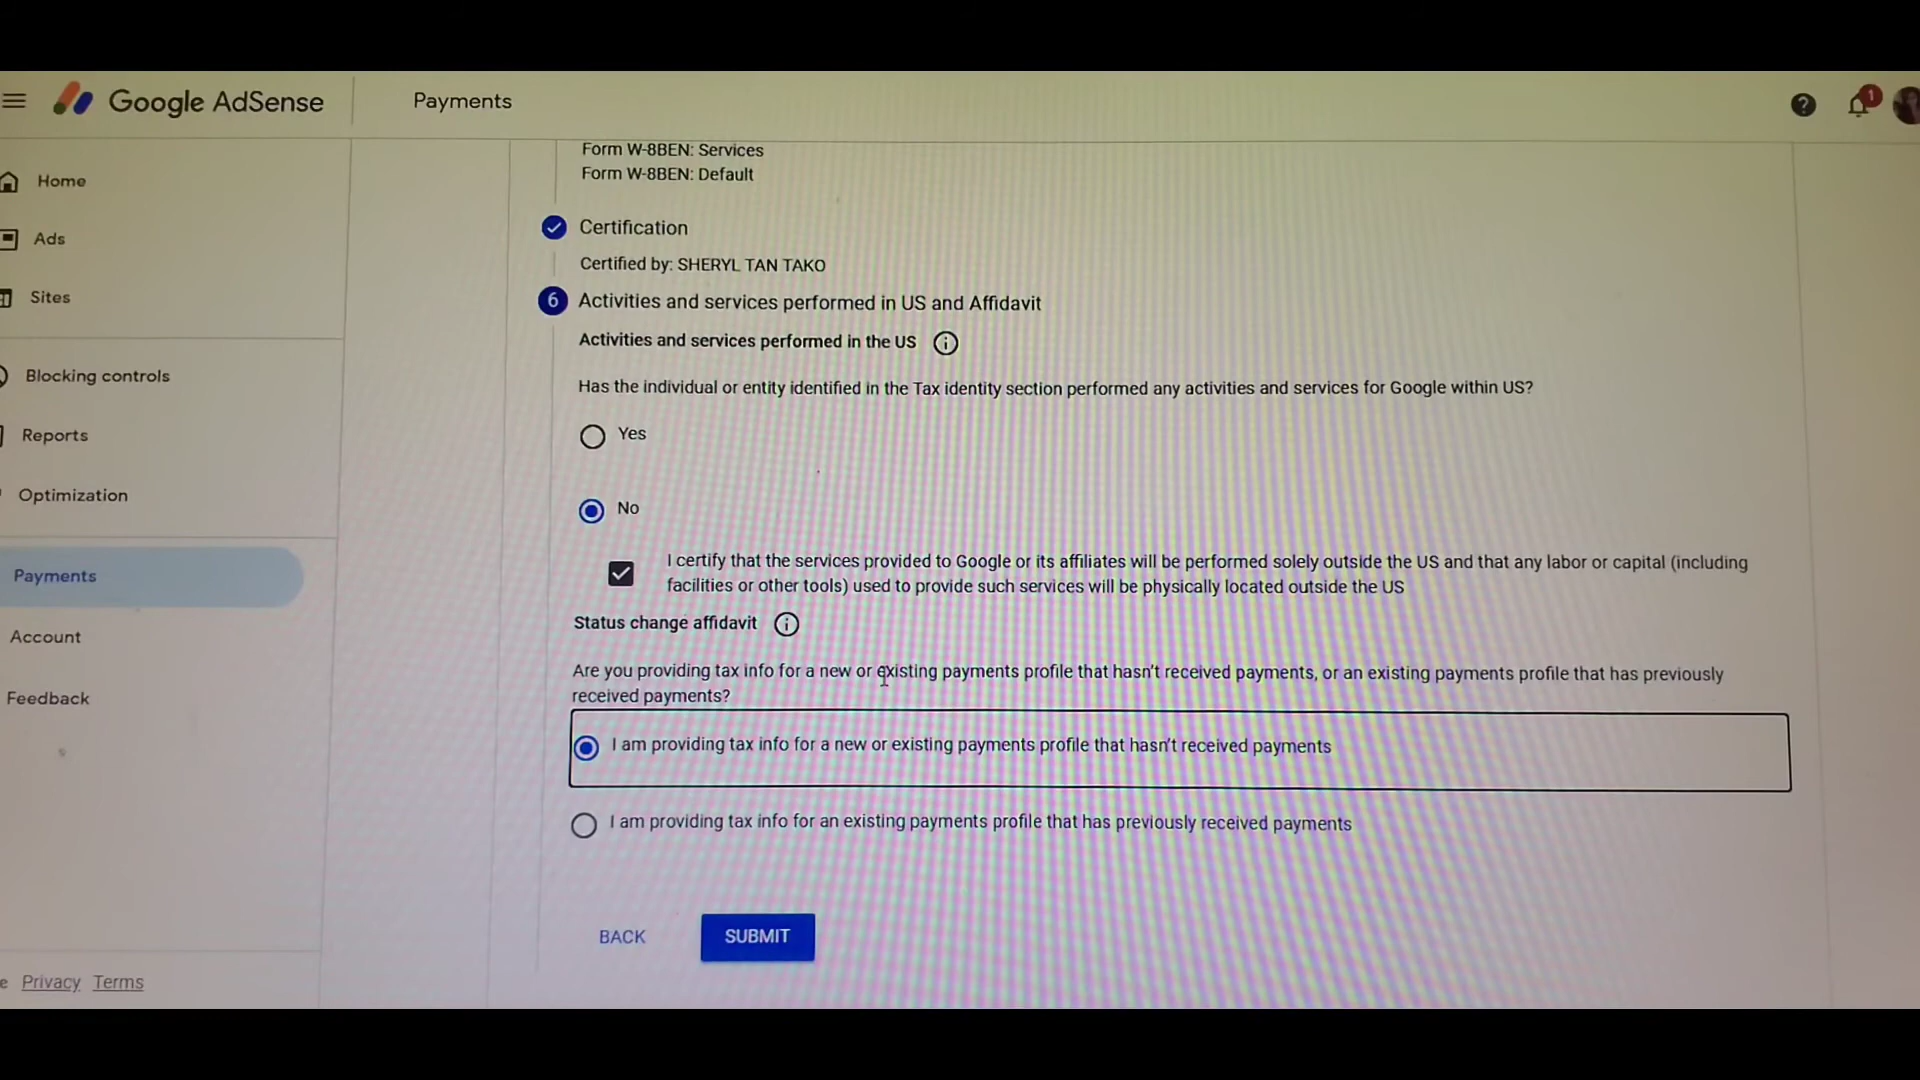 Google AdSense
Payments
1
Form W-8BEN: Services
Form W-8BEN: Default
Home
Certification
Ads
Certified by: SHERYL TAN TAKO
Sites
6 Activities and services performed in US and Affidavit
Activities and services performed in the US
Blocking controls
Has the individual or entity identified in the Tax identity section performed any activities and services for Google within US?
Reports
Yes
Optimization
No
I certify that the services provided to Google or its affiliates will be performed solely outside the US and that any labor or capital (including
facilities or other tools) used to provide such services will be physically located outside the US
Payments
Status change affidavit
Account
Are you providing tax info for a new or existing payments profile that hasn't received payments, or an existing payments profile that has previously
received payments?
Feedback
I am providing tax info for a new or existing payments profile that hasn't received payments
I am providing tax info for an existing payments profile that has previously received payments
BACK
SUBMIT
e Privacy Terms